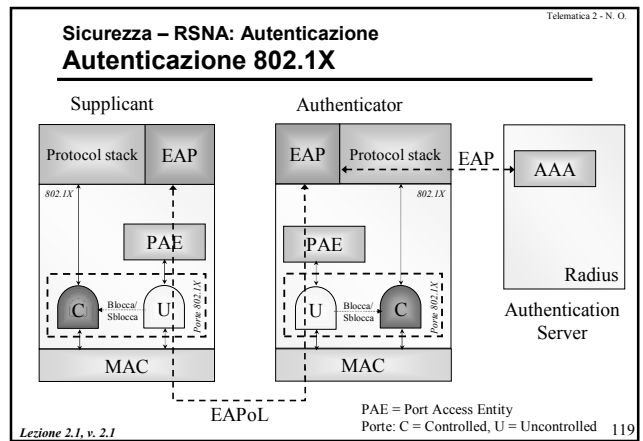 Telematica 2 - N. O.
Sicurezza – RSNA: Autenticazione
Autenticazione 802.1X
Supplicant
Authenticator
Protocol stack
EAP
EAP
Protocol stack
EAP
AAA
802.1X
802.1X
PAE
PAE
Radius
C
Blocca/
Sblocca
U
Porte 802.1X
U
Blocca/
Sblocca
C
Porte 802.1X
Authentication
Server
MAC
MAC
EAPoL
PAE = Port Access Entity
Porte: C = Controlled, U = Uncontrolled
Lezione 2.1, v. 2.1
119